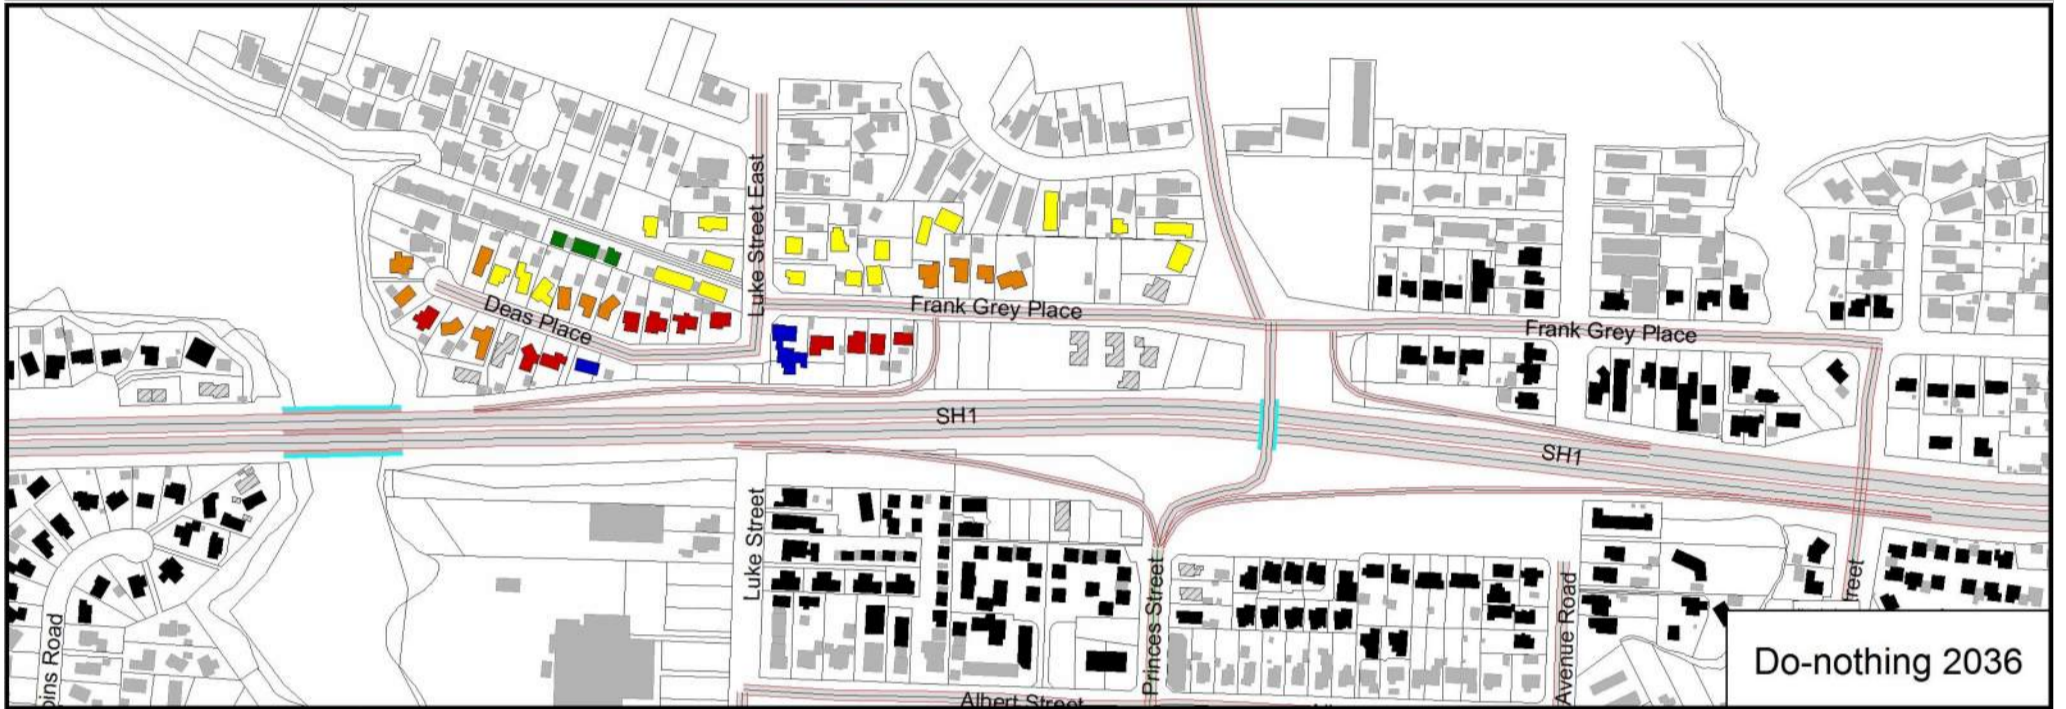 Luke Street East
Deas Place
Frank Grey Place
Frank Grey Place
SH1
SH1
Luke Street
Princes Street
Avenue Road
Albert Street
Road
Do-nothing 2036